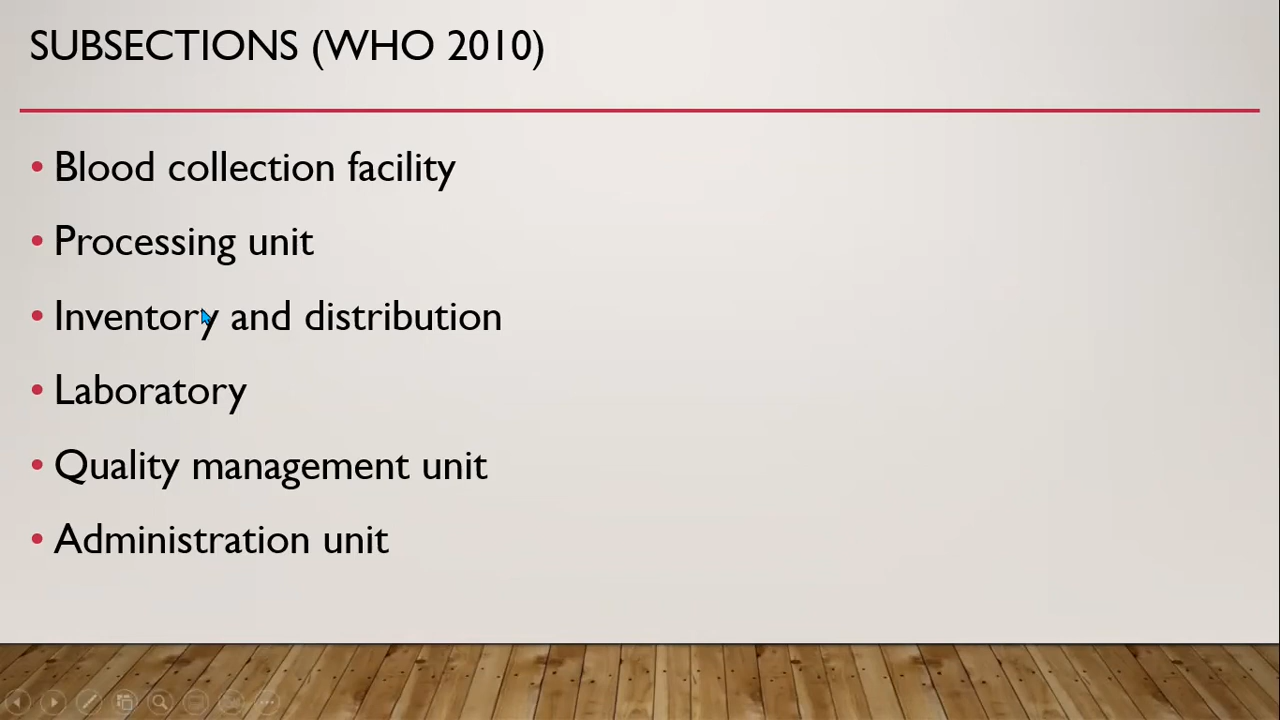 SUBSECTIONS (WHO 2010)
• Blood collection facility
• Processing unit
• Inventory and distribution
• Laboratory
• Quality management unit
• Administration unit